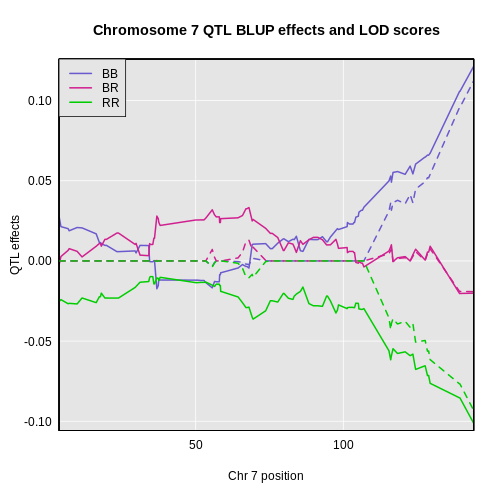 Chromosome 7 QTL BLUP effects and LOD scores
BB
BR
RR
QTL effects
0.10
0.05
0.00
-0.05
-0.10
50
100
Chr 7 position